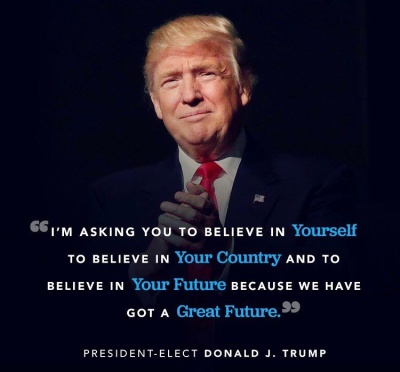 “I'M ASKING YOU TO BELIEVE IN Yourself
TO BELIEVE IN Your Country AND TO
BELIEVE IN Your Future BECAUSE WE HAVE
GOT A Great Future.”
PRESIDENT-ELECT DONALD J. TRUMP